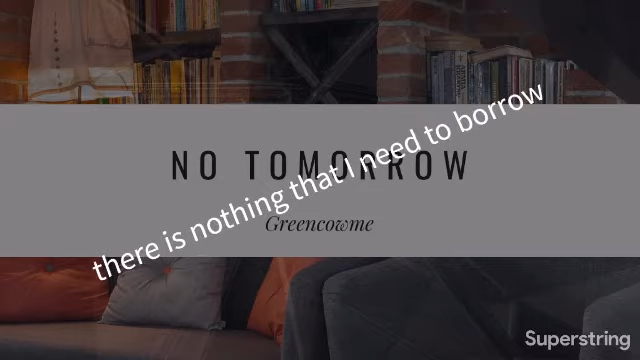 there is nothing that I need to borrow
NO TOMORROW
Greencowme
Superstring